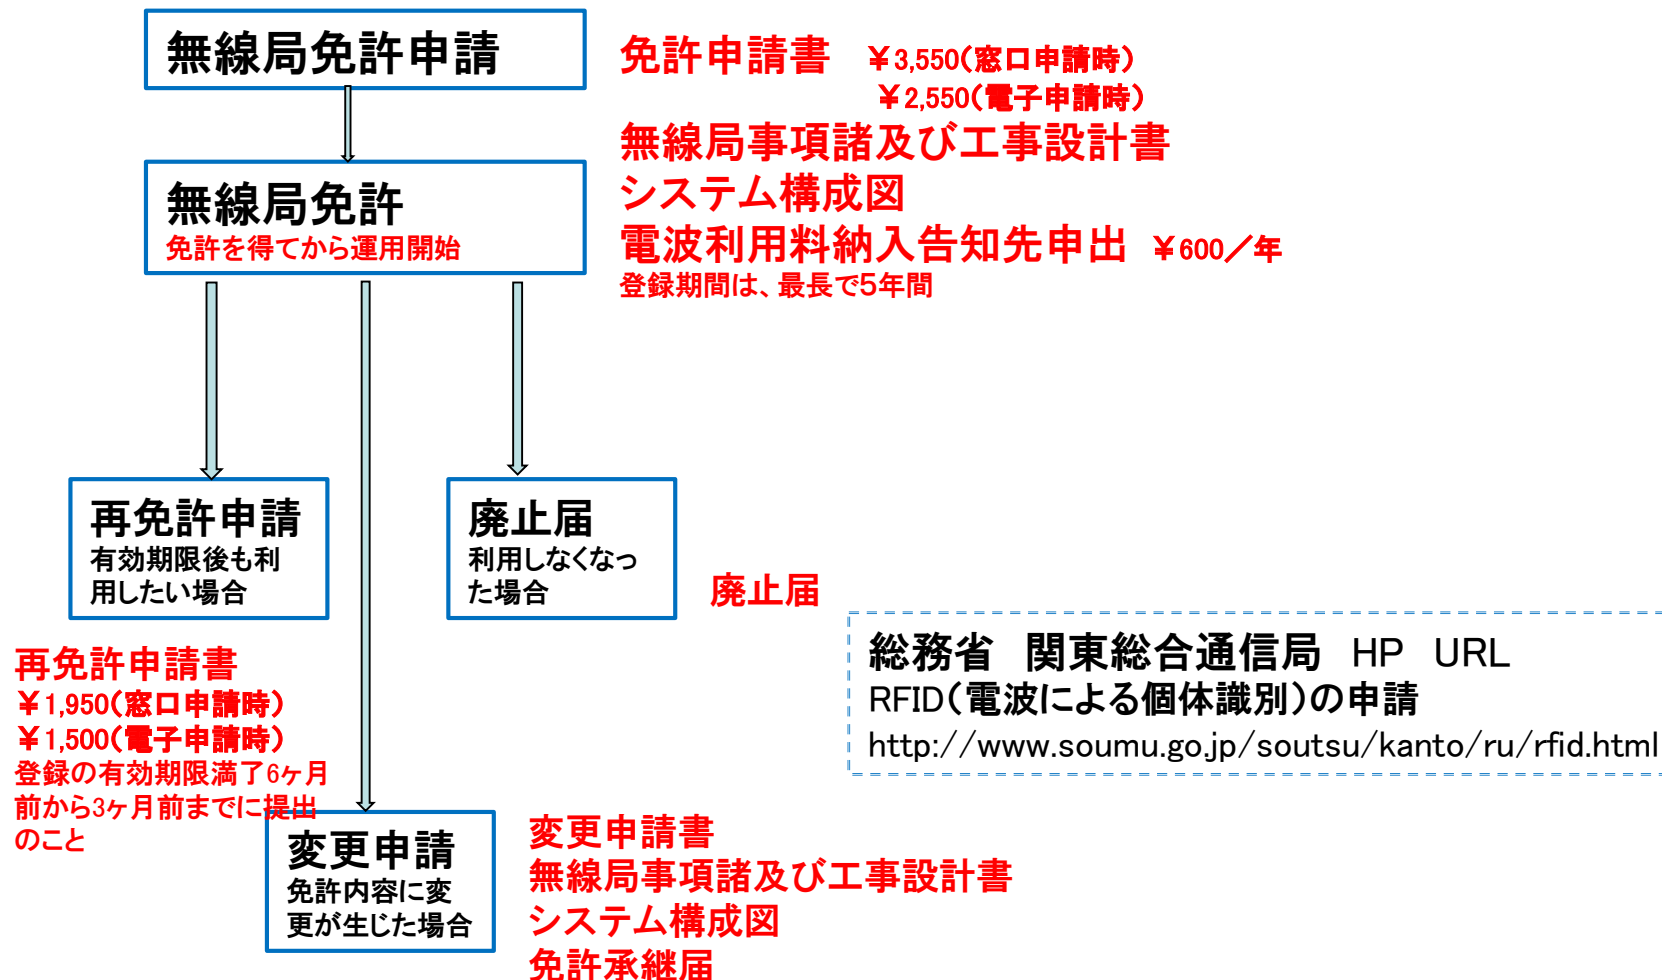 無線局免許申請
免許申請書 ￥3,550(窓口申請時)
￥2,550(電子申請時)
無線局事項諸及び工事設計書
システム構成図
電波利用料納入告知先申出 ￥600／年
登録期間は、最長で5年間
無線局免許
免許を得てから運用開始
再免許申請
有効期限後も利
用したい場合
廃止届
利用しなくなっ
た場合
廃止届
再免許申請書
￥1,950(窓口申請時)
￥1,500(電子申請時)
登録の有効期限満了6ヶ月
前から3ヶ月前までに提出
のこと
総務省　関東総合通信局　HP　URL
RFID(電波による個体識別)の申請
http://www.soumu.go.jp/soutsu/kanto/ru/rfid.html
変更申請
免許内容に変
更が生じた場合
変更申請書
無線局事項諸及び工事設計書
システム構成図
免許承継届